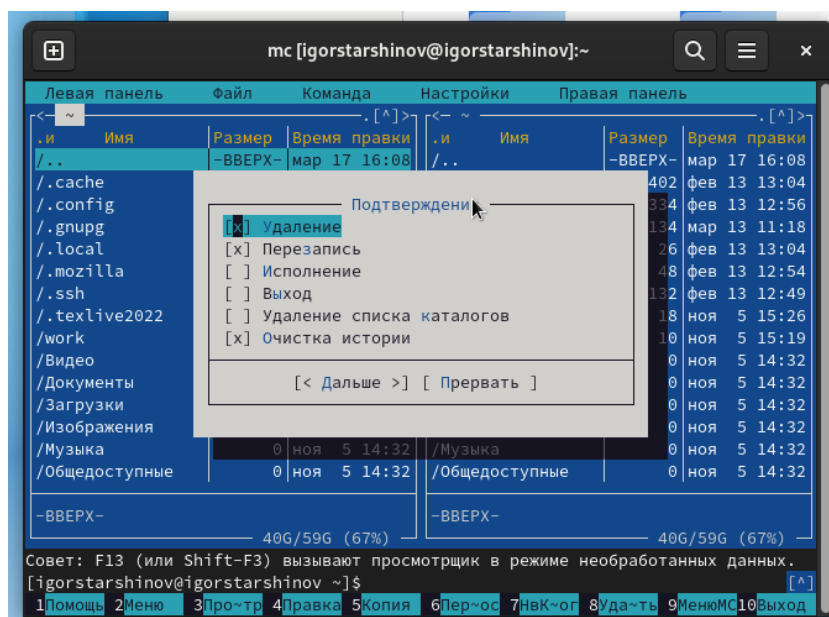 mc [igorstarshinov@igorstarshinov]:~
Левая панель Файл Команда Настройки Правая панель
<— ~ .[^]> <— ~ .[^]>
.и Имя Размер Время правки .и Имя Размер Время правки
/.. -ВВЕРХ- мар 17 16:08 /.. -ВВЕРХ- мар 17 16:08
/.cache 402 фев 13 13:04
/.config Подтверждени 334 фев 13 12:56
/.gnupg [x] Удаление 134 мар 13 11:18
/.local [x] Перезапись 26 фев 13 13:04
/.mozilla [ ] Исполнение 48 фев 13 12:54
/.ssh [ ] Выход 132 фев 13 12:49
/.texlive2022 [ ] Удаление списка каталогов 18 ноя 5 15:26
/work [x] Очистка истории 10 ноя 5 15:19
/Видео 0 ноя 5 14:32
/Документы [< Дальше >] [ Прервать ] 0 ноя 5 14:32
/Загрузки 0 ноя 5 14:32
/Изображения 0 ноя 5 14:32
/Музыка 0 ноя 5 14:32 /Музыка 0 ноя 5 14:32
/Общедоступные 0 ноя 5 14:32 /Общедоступные 0 ноя 5 14:32
-ВВЕРХ- -ВВЕРХ-
40G/59G (67%) 40G/59G (67%)
Совет: F13 (или Shift-F3) вызывают просмотрщик в режиме необработанных данных.
[igorstarshinov@igorstarshinov ~]$ [^]
1Помощь 2Меню 3Про~тр 4Правка 5Копия 6Пер~ос 7НвК~ог 8Уда~ть 9МенюМС 10Выход